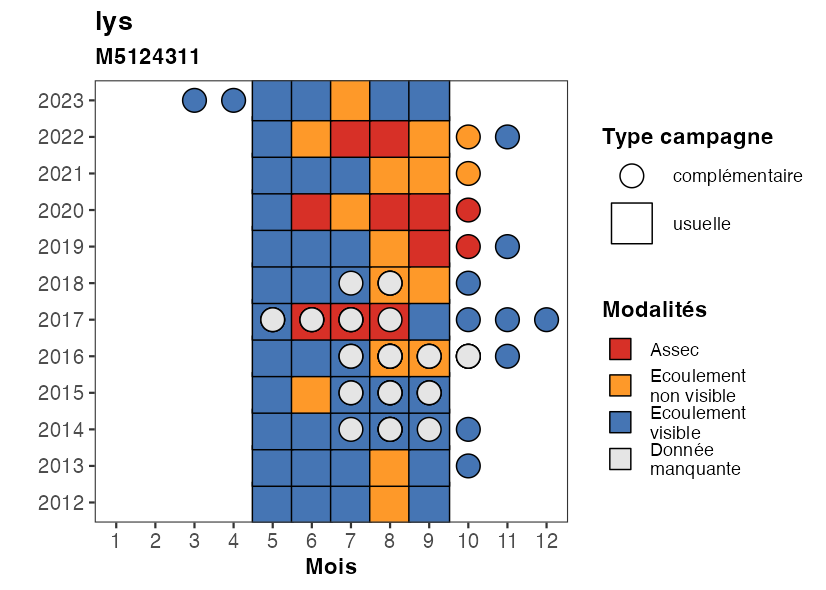 lys
M5124311
2023
2022
2021
2020
2019
2018
2017
2016
2015
2014
2013
2012
1 2 3 4 5 6 7 8 9 10 11 12
Mois
Type campagne
complémentaire
usuelle
Modalités
Assec
Ecoulement
non visible
Ecoulement
visible
Donnée
manquante